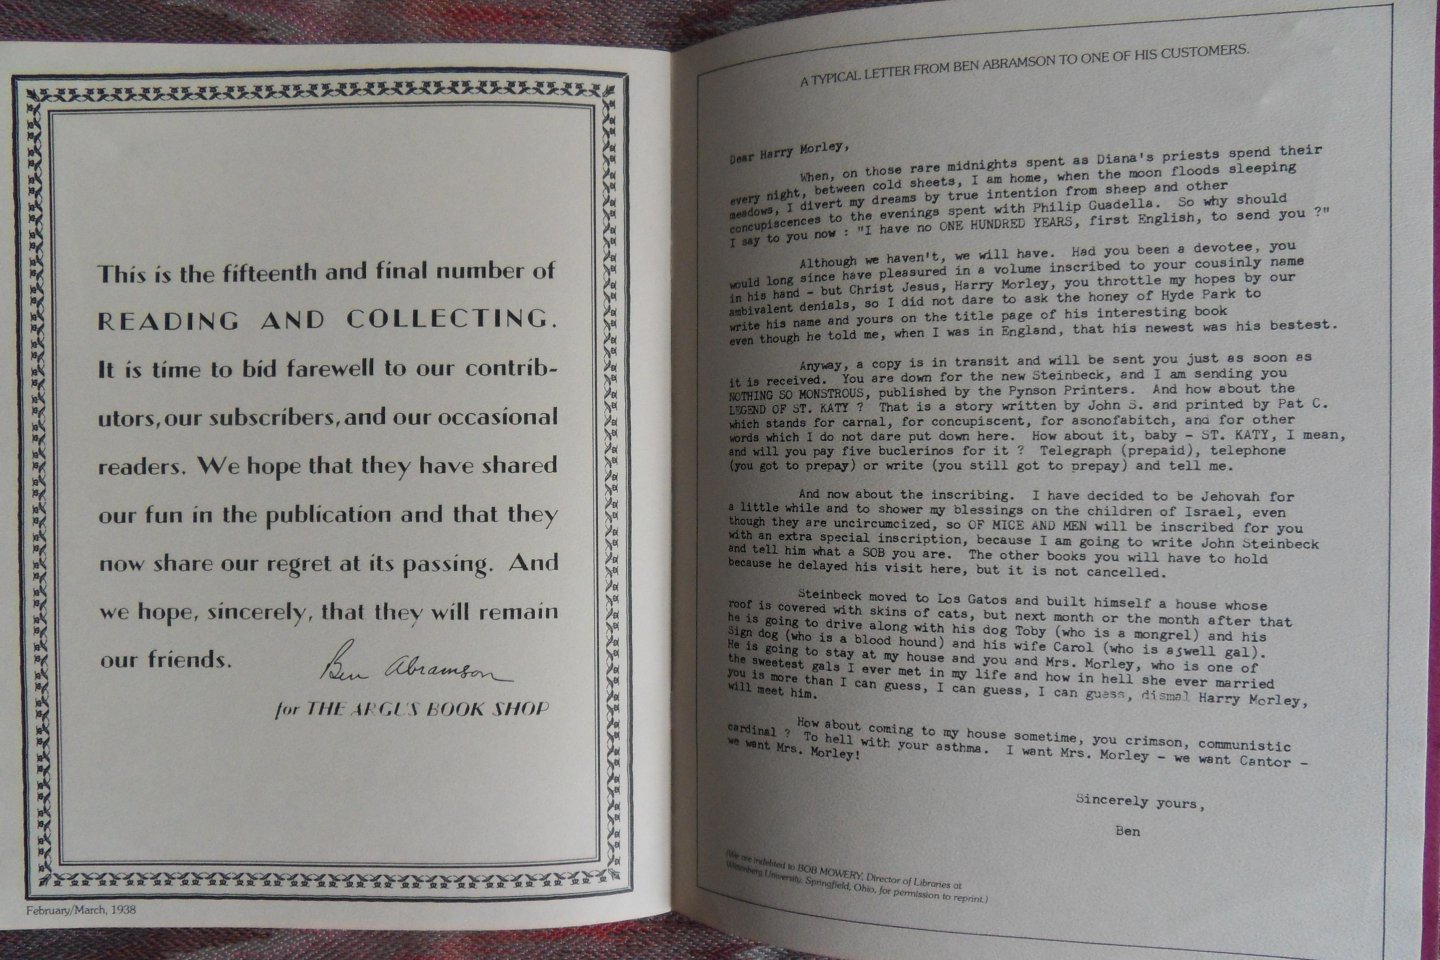 This is the fifteenth and final number of
READING AND COLLECTING.
It is time to bid farewell to our contrib-
utors, our subscribers, and our occasional
readers. We hope that they have shared
our fun in the publication and that they
now share our regret at its passing. And
we hope, sincerely, that they will remain
our friends.
Ben Abramson
for THE ARGUS BOOK SHOP
February/March, 1938
A TYPICAL LETTER FROM BEN ABRAMSON TO ONE OF HIS CUSTOMERS.
Dear Harry Morley,
When, on those rare midnights spent as Diana's priests spend their
every night, between cold sheets, I am home, when the moon floods sleeping
meadows, I divert my dreams by true intention from sheep and other
concupiscences to the evenings spent with Philip Guadella. So why should
I say to you now : "I have no ONE HUNDRED YEARS, first English, to send you ?"
Although we haven't, we will have. Had you been a devotee, you
would long since have pleasured in a volume inscribed to your cousinly name
in his hand - but Christ Jesus, Harry Morley, you throttle my hopes by our
ambivalent denials, so I did not dare to ask the honey of Hyde Park to
write his name and yours on the title page of his interesting book
even though he told me, when I was in England, that his newest was his bestest.
Anyway, a copy is in transit and will be sent you just as soon as
it is received. You are down for the new Steinbeck, and I am sending you
NOTHING SO MONSTROUS, published by the Pynson Printers. And how about the
LEGEND OF ST. KATY ? That is a story written by John S. and printed by Pat C.
which stands for carnal, for concupiscent, for asonofabitch, and for other
words which I do not dare put down here. How about it, baby - ST. KATY, I mean,
and will you pay five buclerinos for it ? Telegraph (prepaid), telephone
(you got to prepay) or write (you still got to prepay) and tell me.
And now about the inscribing. I have decided to be Jehovah for
a little while and to shower my blessings on the children of Israel, even
though they are uncircumcized, so OF MICE AND MEN will be inscribed for you
with an extra special inscription, because I am going to write John Steinbeck
and tell him what a SOB you are. The other books you will have to hold
because he delayed his visit here, but it is not cancelled.
Steinbeck moved to Los Gatos and built himself a house whose
roof is covered with skins of cats, but next month or the month after that
he is going to drive along with his dog Toby (who is a mongrel) and his
Sign dog (who is a blood hound) and his wife Carol (who is a swell gal).
He is going to stay at my house and you and Mrs. Morley, who is one of
the sweetest gals I ever met in my life and how in hell she ever married
you is more than I can guess, I can guess, I can guess, dismal Harry Morley,
will meet him.
How about coming to my house sometime, you crimson, communistic
cardinal ? To hell with your asthma. I want Mrs. Morley - we want Cantor -
we want Mrs. Morley!
Sincerely yours,
Ben
(We are indebted to BOB MOWERY, Director of Libraries at
Wittenberg University, Springfield, Ohio, for permission to reprint.)